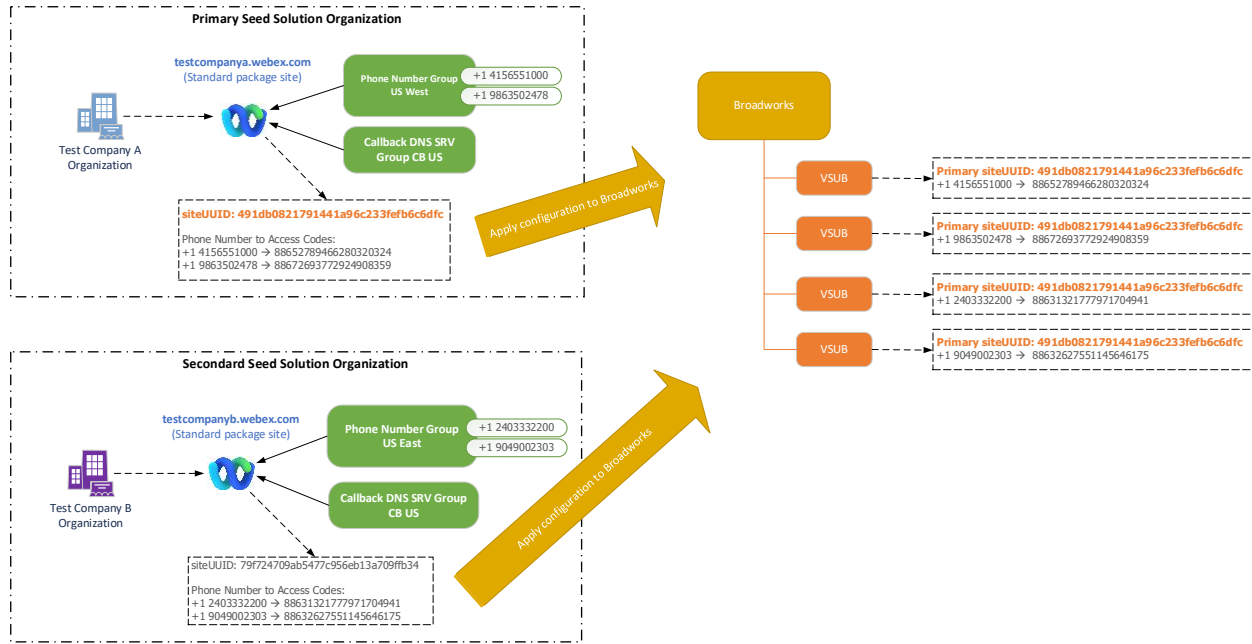 Primary Seed Solution Organization
testcompanya.webex.com
(Standard package site)
Phone Number Group
US West
+1 4156551000
+1 9863502478
Test Company A
Organization
Callback DNS SRV
Group CB US
siteUUID: 491db0821791441a96c233fefb6c6dfc
Phone Number to Access Codes:
+1 4156551000 → 88652789466280320324
+1 9863502478 → 88672693772924908359
Apply configuration to Broadworks
Broadworks
VSUB
Primary siteUUID: 491db0821791441a96c233fefb6c6dfc
+1 4156551000 → 88652789466280320324
VSUB
Primary siteUUID: 491db0821791441a96c233fefb6c6dfc
+1 9863502478 → 88672693772924908359
VSUB
Primary siteUUID: 491db0821791441a96c233fefb6c6dfc
+1 2403332200 → 88631321777971704941
VSUB
Primary siteUUID: 491db0821791441a96c233fefb6c6dfc
+1 9049002303 → 88632627551145646175
Secondard Seed Solution Organization
testcompanyb.webex.com
(Standard package site)
Phone Number Group
US East
+1 2403332200
+1 9049002303
Test Company B
Organization
Callback DNS SRV Group
CB US
siteUUID: 79f724709ab5477c956eb13a709ffb34
Phone Number to Access Codes:
+1 2403332200 → 88631321777971704941
+1 9049002303 → 88632627551145646175
Apply configuration to Broadworks